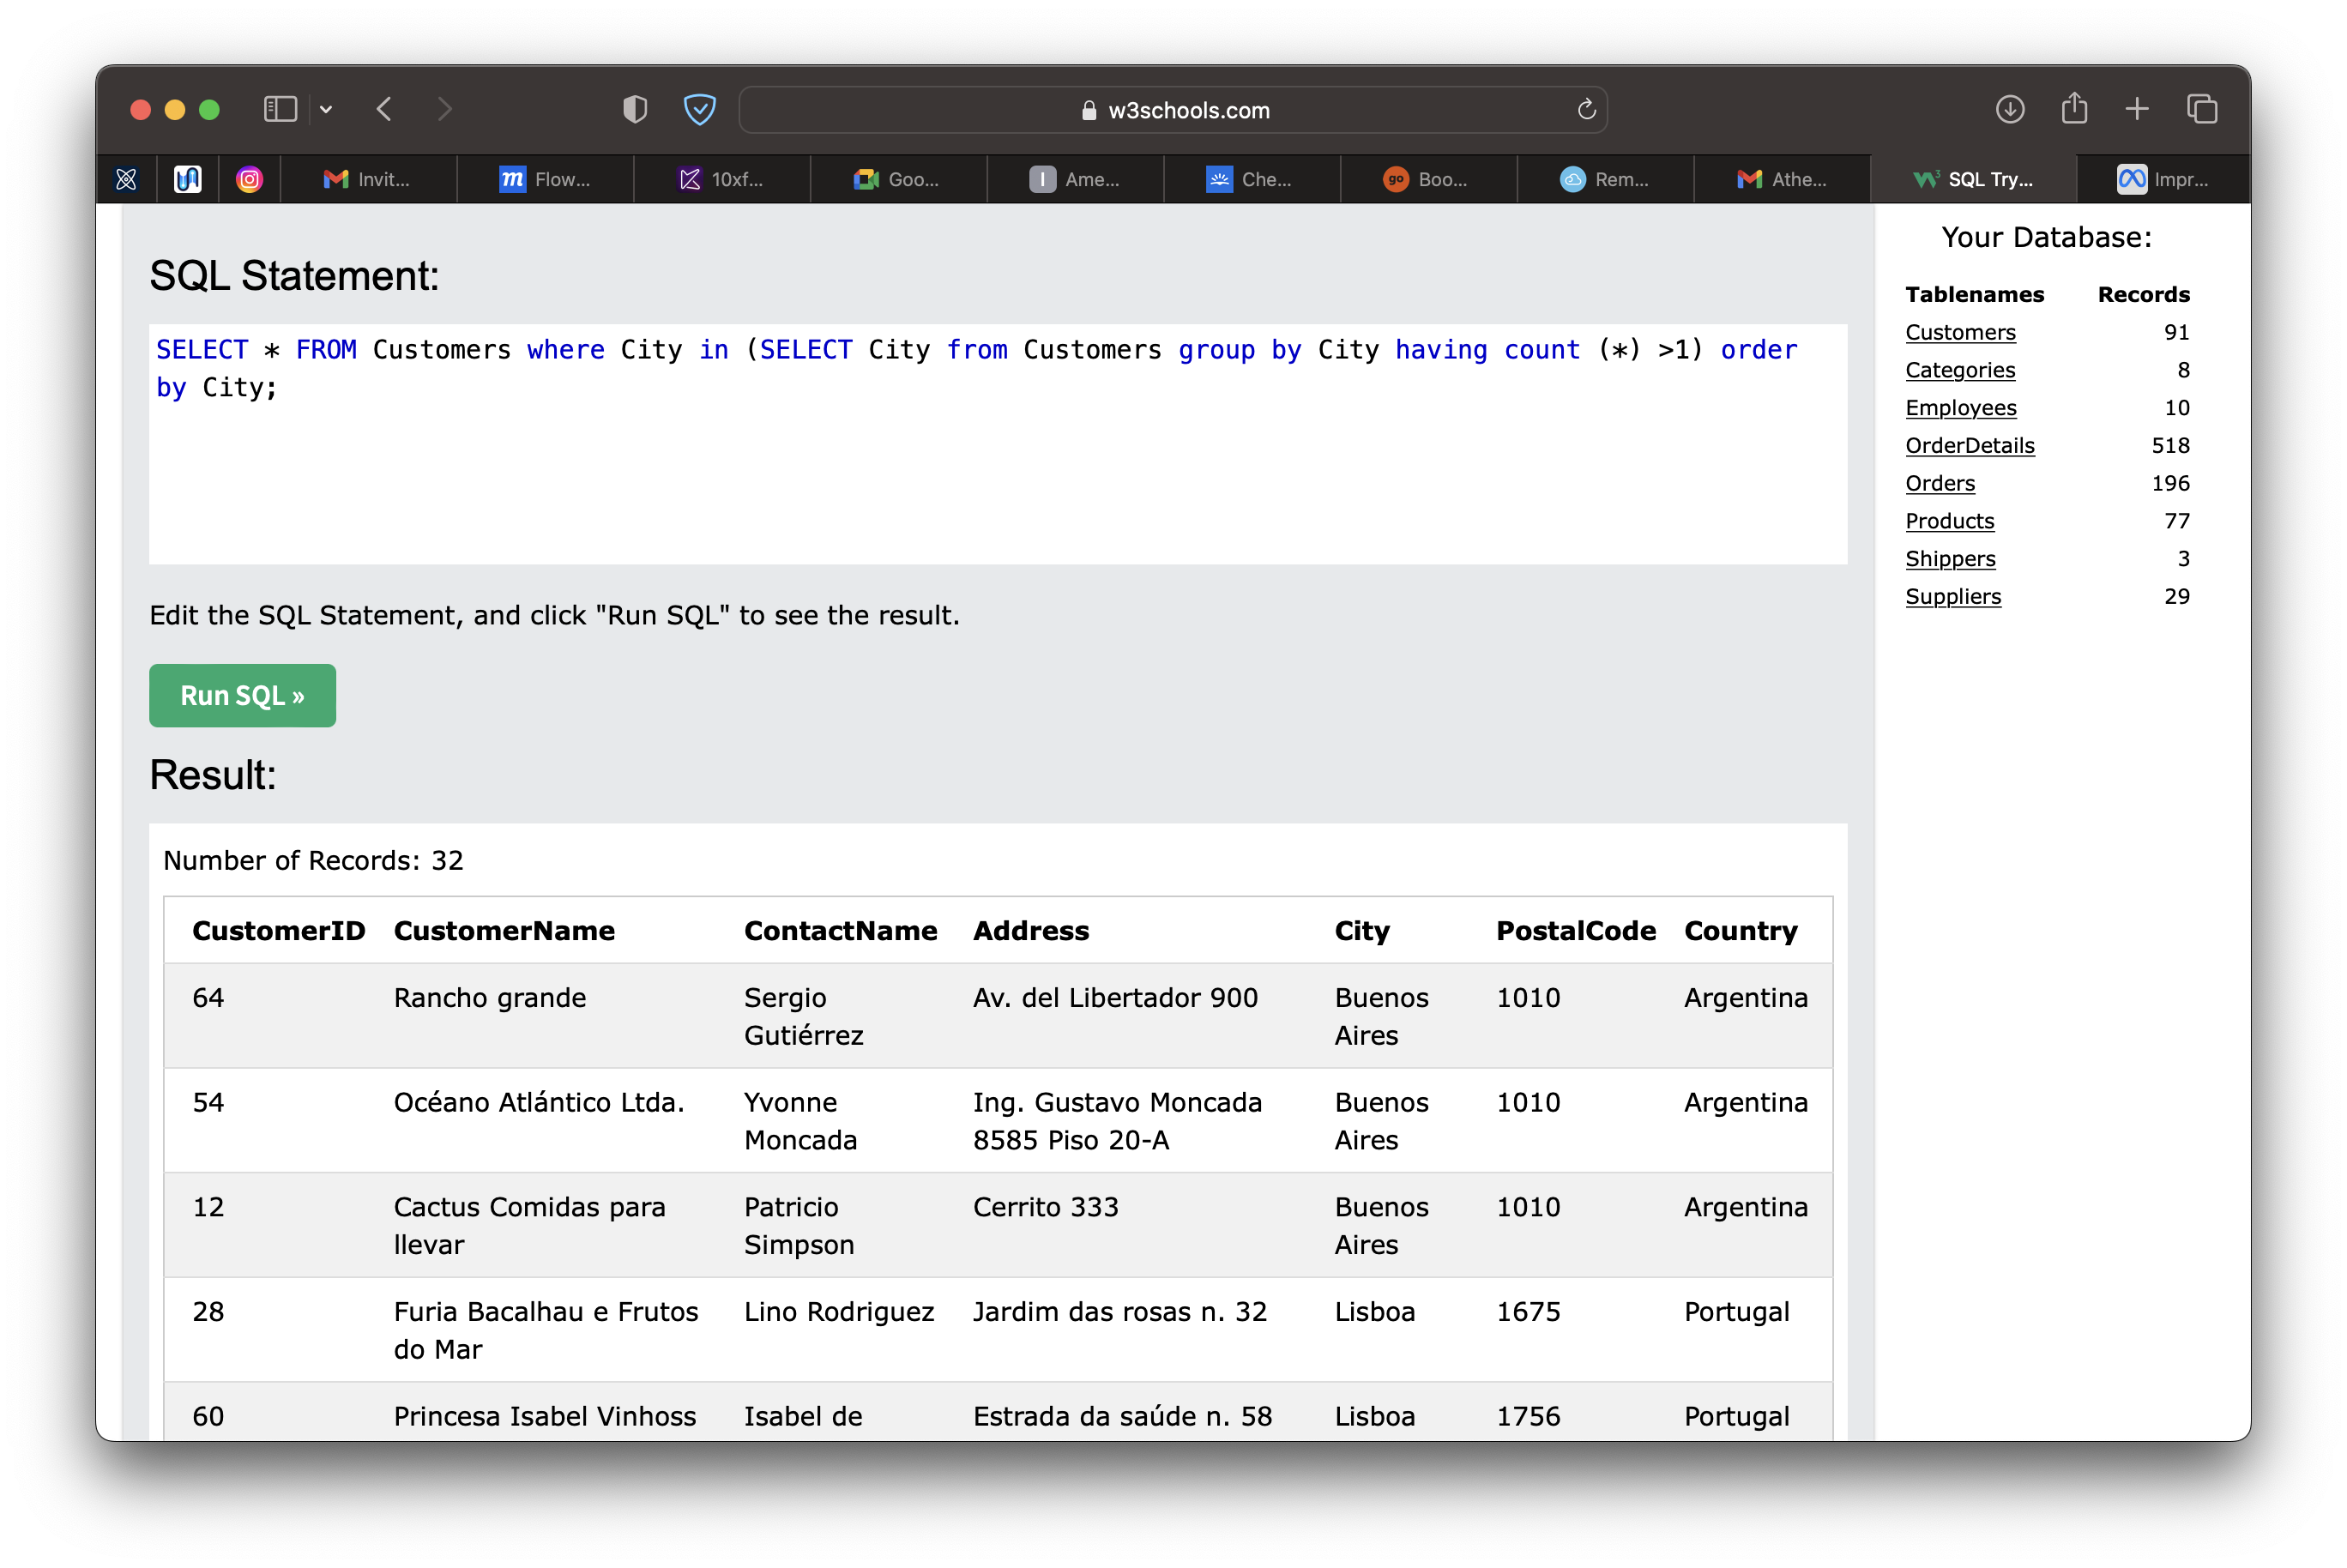 w3schools.com
Invit...
Flow...
10xf...
Goo...
I Ame...
Che...
go Boo...
Rem...
Athe...
SQL Try...
Impr...
SQL Statement:
SELECT * FROM Customers where City in (SELECT City from Customers group by City having count (*) >1) order
by City;
Edit the SQL Statement, and click "Run SQL" to see the result.
Run SQL »
Result:
Number of Records: 32
CustomerID CustomerName ContactName Address City PostalCode Country
64 Rancho grande Sergio Av. del Libertador 900 Buenos 1010 Argentina
Gutiérrez Aires
54 Océano Atlántico Ltda. Yvonne Ing. Gustavo Moncada Buenos 1010 Argentina
Moncada 8585 Piso 20-A Aires
12 Cactus Comidas para Patricio Cerrito 333 Buenos 1010 Argentina
llevar Simpson Aires
28 Furia Bacalhau e Frutos Lino Rodriguez Jardim das rosas n. 32 Lisboa 1675 Portugal
do Mar
60 Princesa Isabel Vinhoss Isabel de Estrada da saúde n. 58 Lisboa 1756 Portugal
Your Database:
Tablenames Records
Customers 91
Categories 8
Employees 10
OrderDetails 518
Orders 196
Products 77
Shippers 3
Suppliers 29